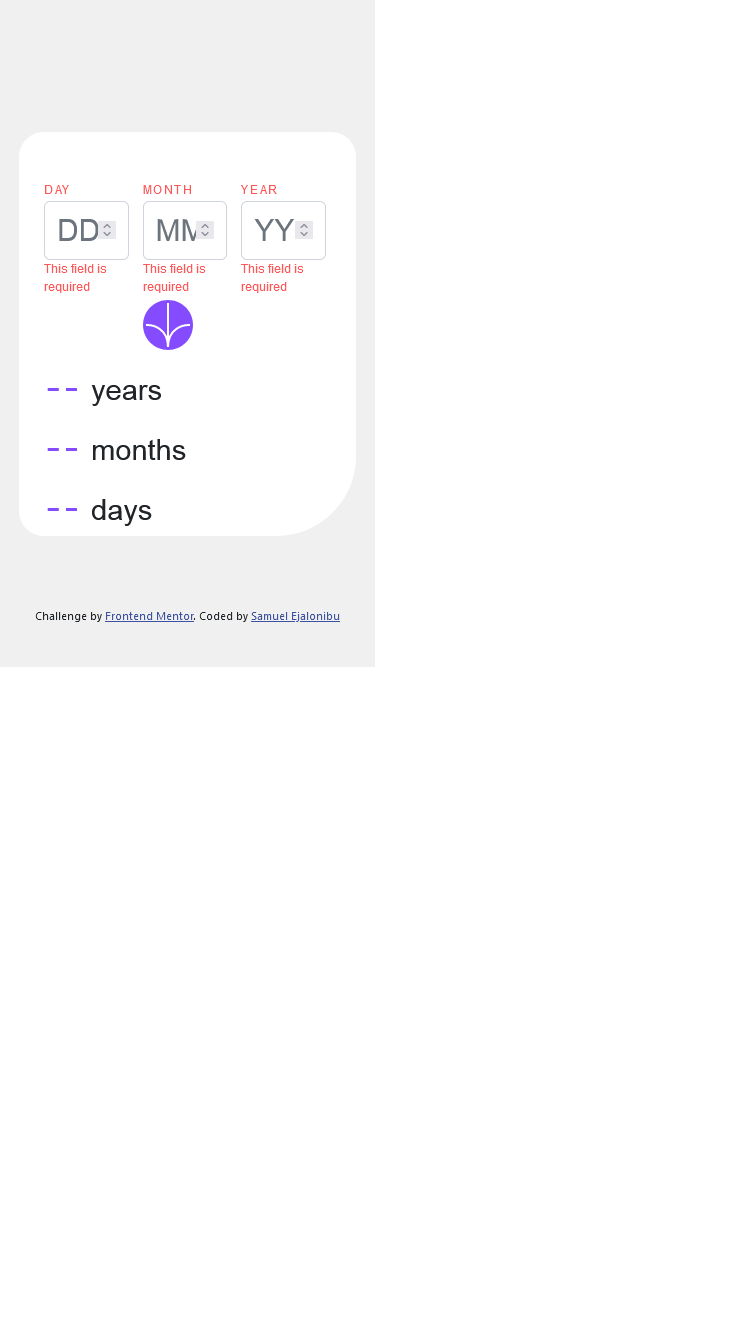 DAY MONTH YEAR
DD MM YY
This field is required This field is required This field is required
-- years
-- months
-- days
Challenge by Frontend Mentor. Coded by Samuel Ejalonibu